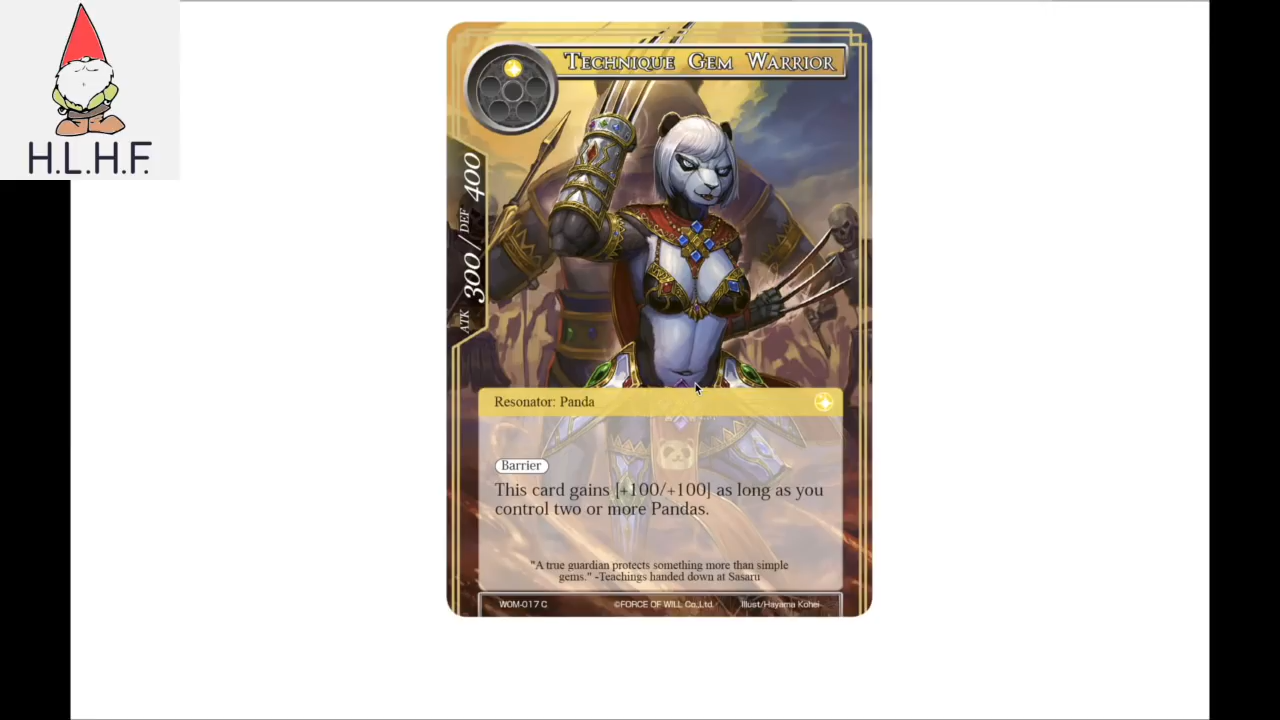 H.L.H.F.
TECHNIQUE GEM WARRIOR
ATK 300 / DEF 400
Resonator: Panda
Barrier
This card gains [+100/+100] as long as you
control two or more Pandas.
"A true guardian protects something more than simple
gems." -Teachings handed down at Sasaru
WOM-017 C ©FORCE OF WILL Co.,Ltd. Illust/Hayama Kohei